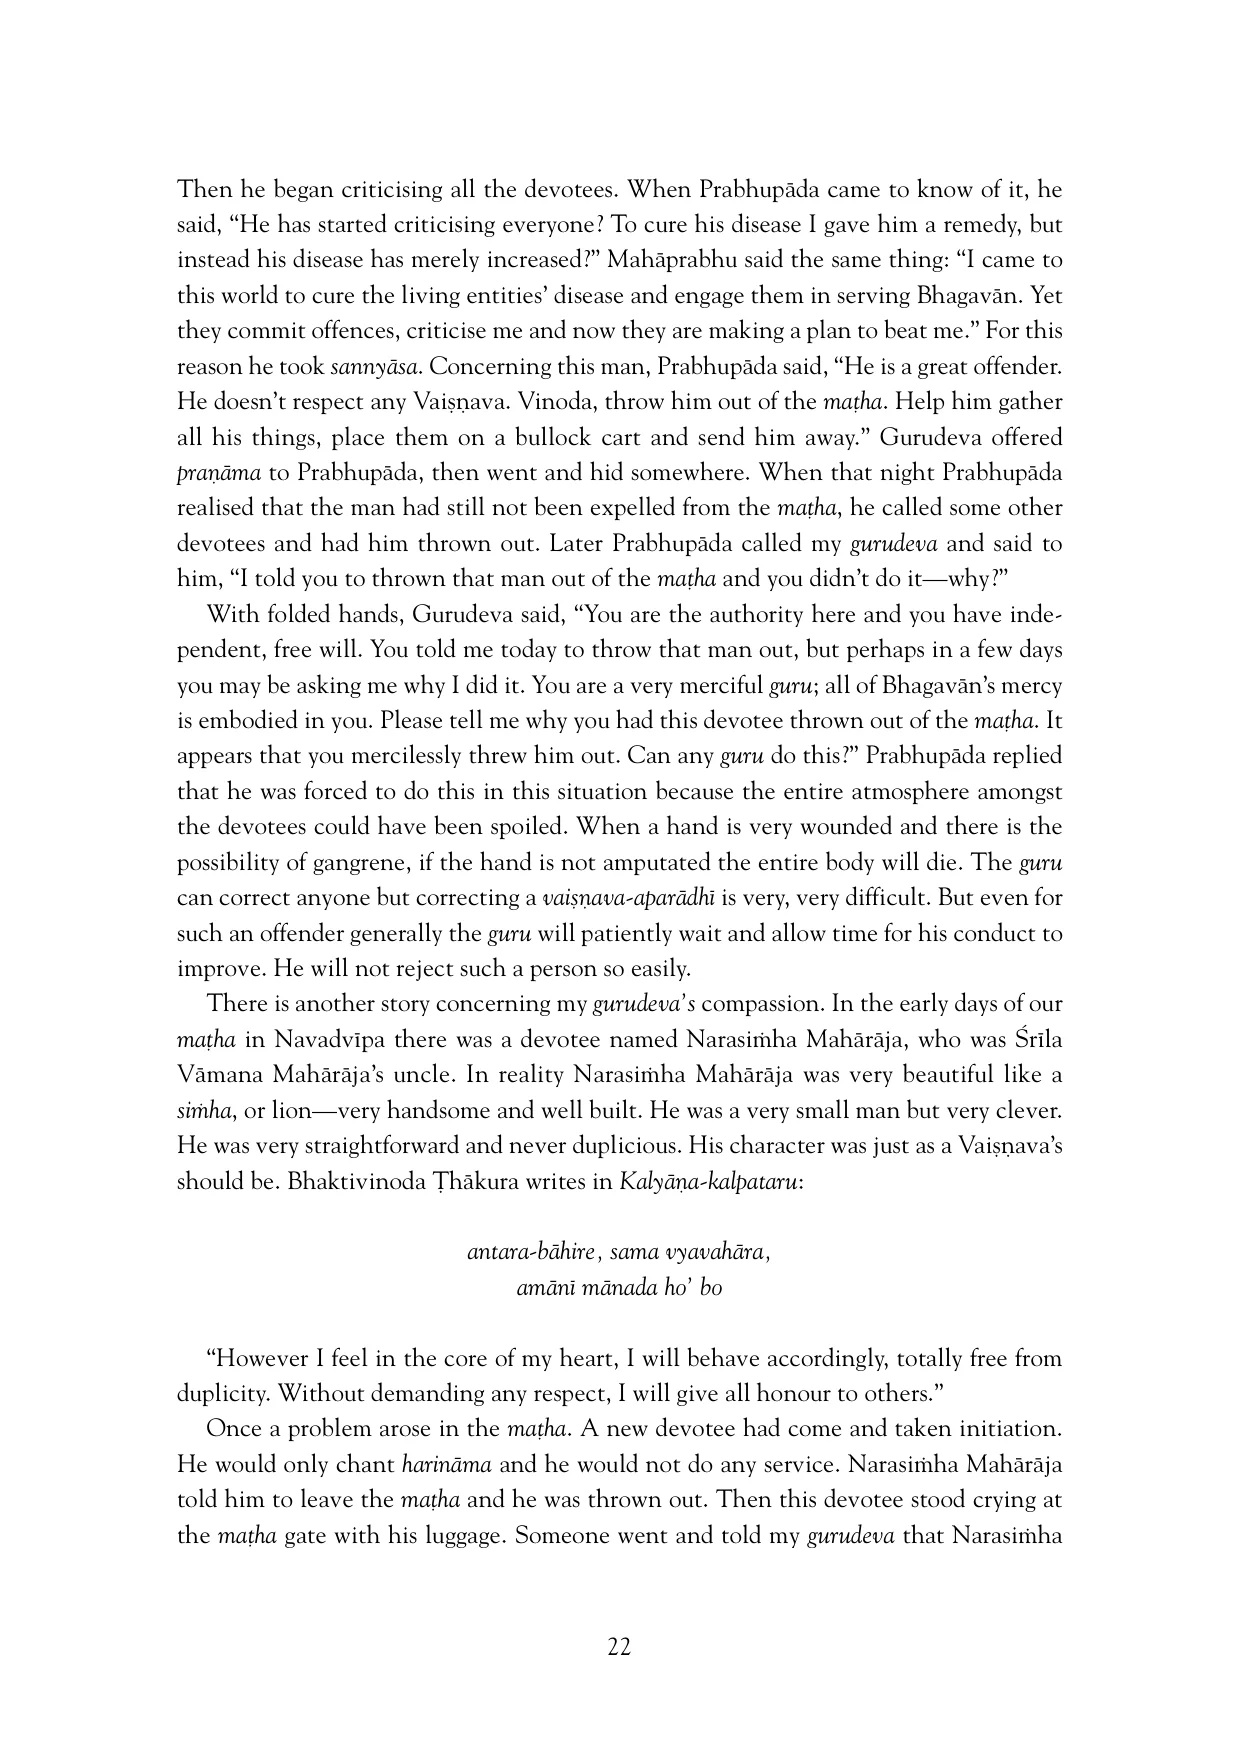 Then he began criticising all the devotees. When Prabhupāda came to know of it, he
said, “He has started criticising everyone? To cure his disease I gave him a remedy, but
instead his disease has merely increased?” Mahāprabhu said the same thing: “I came to
this world to cure the living entities’ disease and engage them in serving Bhagavān. Yet
they commit offences, criticise me and now they are making a plan to beat me.” For this
reason he took sannyāsa. Concerning this man, Prabhupāda said, “He is a great offender.
He doesn’t respect any Vaiṣṇava. Vinoda, throw him out of the maṭha. Help him gather
all his things, place them on a bullock cart and send him away.” Gurudeva offered
praṇāma to Prabhupāda, then went and hid somewhere. When that night Prabhupāda
realised that the man had still not been expelled from the maṭha, he called some other
devotees and had him thrown out. Later Prabhupāda called my gurudeva and said to
him, “I told you to thrown that man out of the maṭha and you didn’t do it—why?”
With folded hands, Gurudeva said, “You are the authority here and you have inde-
pendent, free will. You told me today to throw that man out, but perhaps in a few days
you may be asking me why I did it. You are a very merciful guru; all of Bhagavān’s mercy
is embodied in you. Please tell me why you had this devotee thrown out of the maṭha. It
appears that you mercilessly threw him out. Can any guru do this?” Prabhupāda replied
that he was forced to do this in this situation because the entire atmosphere amongst
the devotees could have been spoiled. When a hand is very wounded and there is the
possibility of gangrene, if the hand is not amputated the entire body will die. The guru
can correct anyone but correcting a vaiṣṇava-aparādhī is very, very difficult. But even for
such an offender generally the guru will patiently wait and allow time for his conduct to
improve. He will not reject such a person so easily.
There is another story concerning my gurudeva’s compassion. In the early days of our
maṭha in Navadvīpa there was a devotee named Narasiṁha Mahārāja, who was Śrīla
Vāmana Mahārāja’s uncle. In reality Narasiṁha Mahārāja was very beautiful like a
siṁha, or lion—very handsome and well built. He was a very small man but very clever.
He was very straightforward and never duplicious. His character was just as a Vaiṣṇava’s
should be. Bhaktivinoda Ṭhākura writes in Kalyāṇa-kalpataru:
antara-bāhire, sama vyavahāra,
amānī mānada ho’ bo
“However I feel in the core of my heart, I will behave accordingly, totally free from
duplicity. Without demanding any respect, I will give all honour to others.”
Once a problem arose in the maṭha. A new devotee had come and taken initiation.
He would only chant harināma and he would not do any service. Narasiṁha Mahārāja
told him to leave the maṭha and he was thrown out. Then this devotee stood crying at
the maṭha gate with his luggage. Someone went and told my gurudeva that Narasiṁha
22